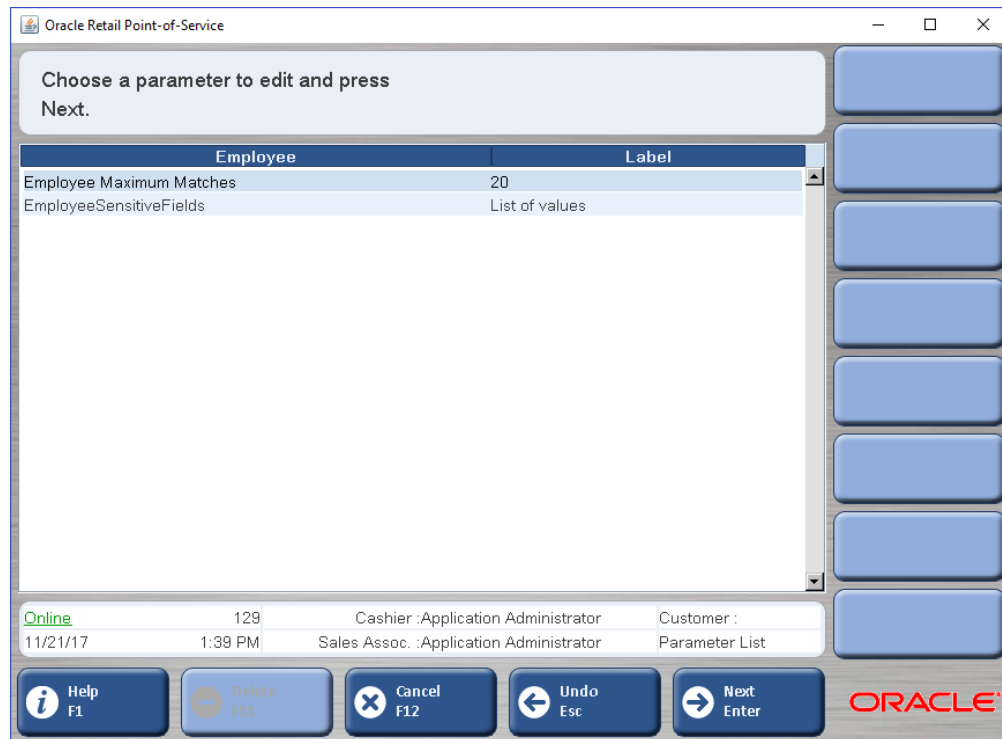 Oracle Retail Point-of-Service
Choose a parameter to edit and press
Next.
Employee Label
Employee Maximum Matches 20
EmployeeSensitiveFields List of values
Online 129 Cashier :Application Administrator Customer :
11/21/17 1:39 PM Sales Assoc. :Application Administrator Parameter List
Help
F1
Delete
F11
Cancel
F12
Undo
Esc
Next
Enter
ORACLE